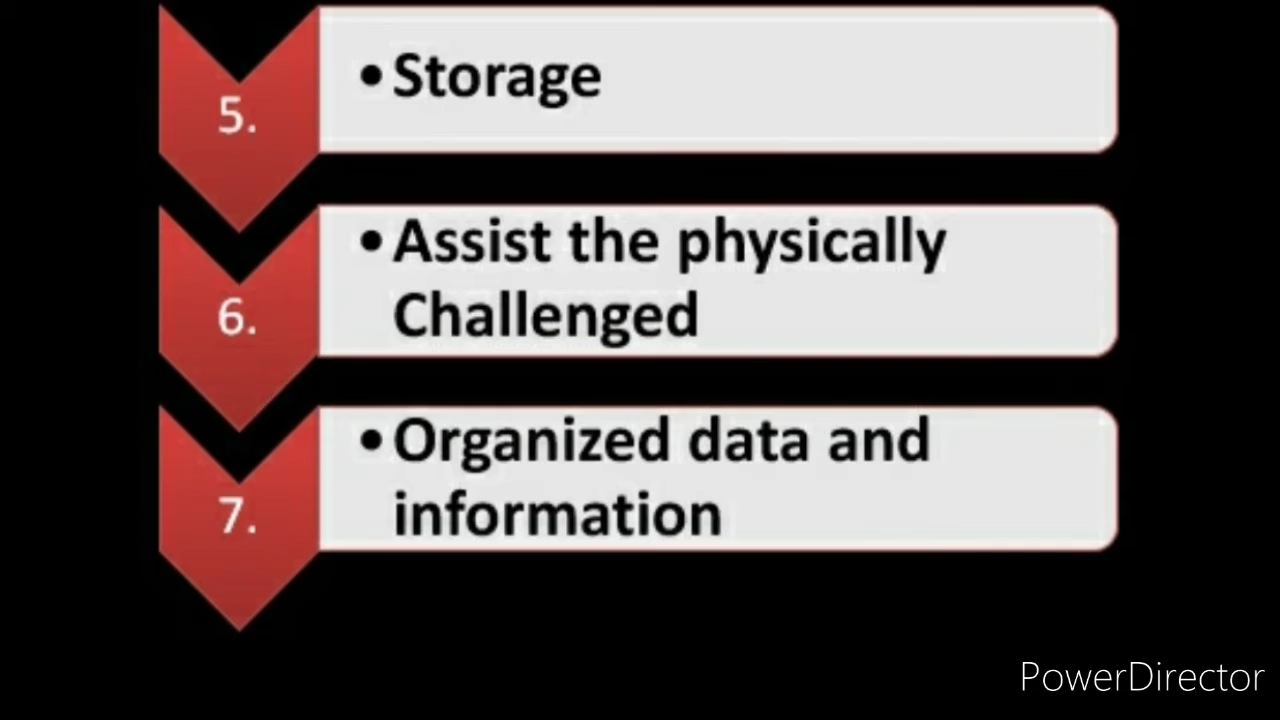 5.
•Storage
6.
•Assist the physically
Challenged
7.
•Organized data and
information
PowerDirector